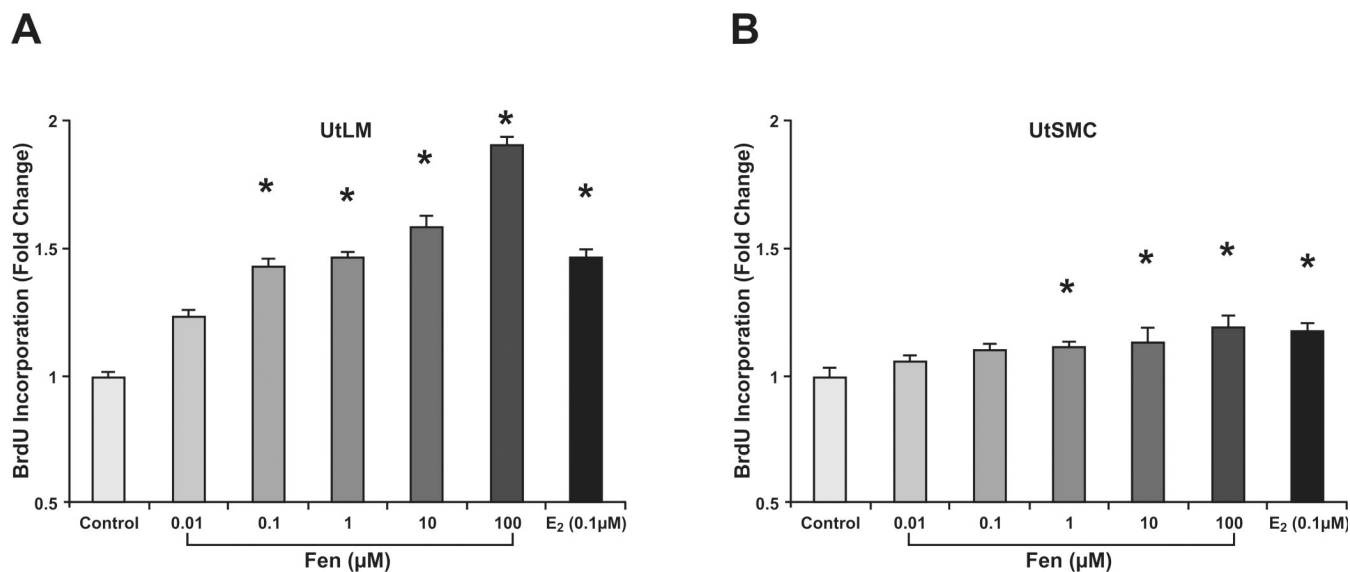 A
UtLM
BrdU Incorporation (Fold Change)
2
*
*
*
*
*
1.5
1
0.5
Control 0.01 0.1 1 10 100 E₂ (0.1µM)
Fen (µM)
B
UtSMC
BrdU Incorporation (Fold Change)
2
*
*
*
*
1.5
1
0.5
Control 0.01 0.1 1 10 100 E₂ (0.1µM)
Fen (µM)